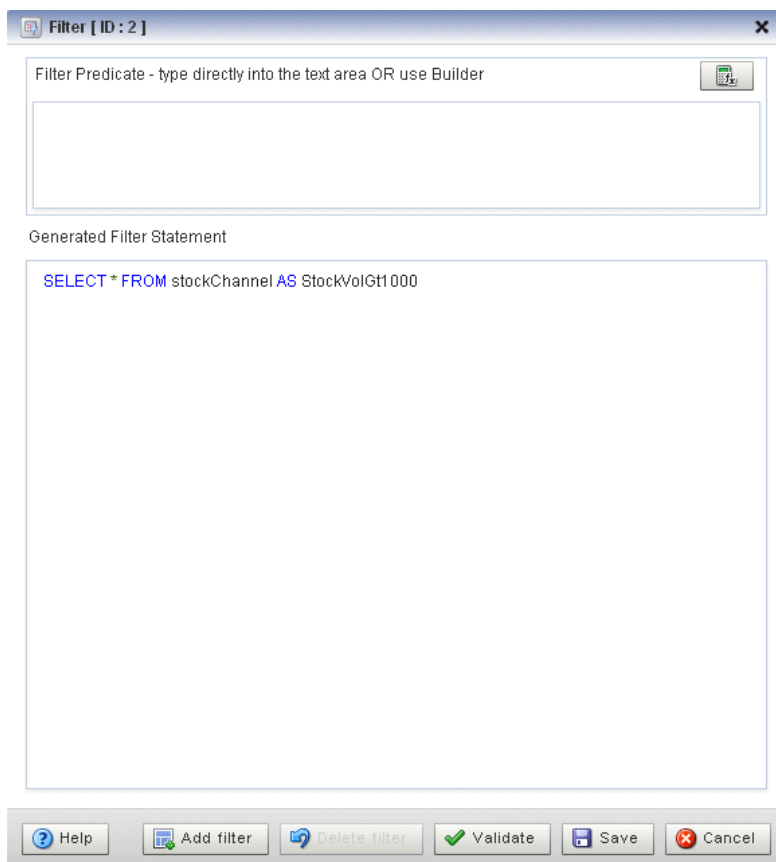 Filter [ ID : 2 ]
Filter Predicate - type directly into the text area OR use Builder
fx
Generated Filter Statement
SELECT * FROM stockChannel AS StockVolGt1000
Help
Add filter
Delete filter
Validate
Save
Cancel